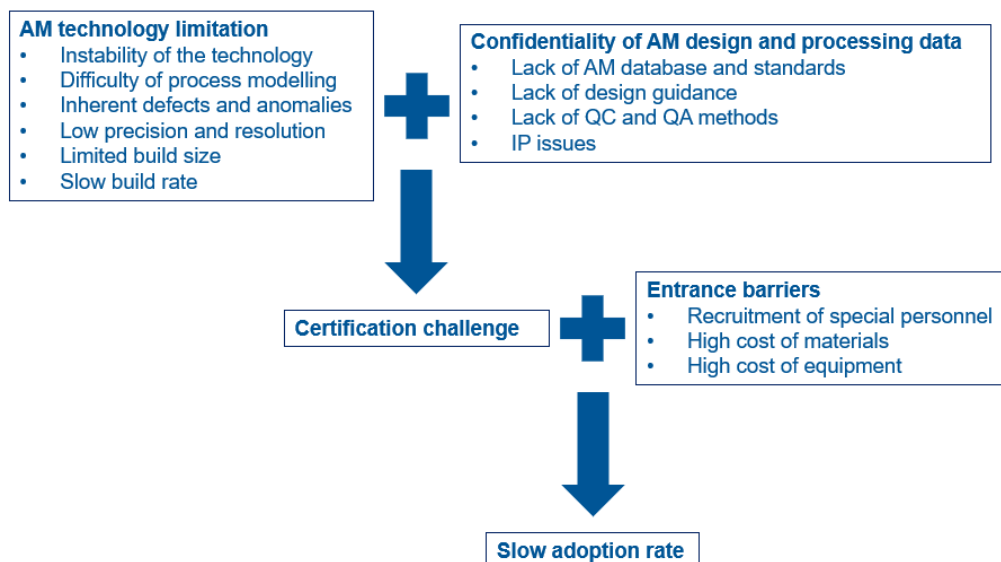 AM technology limitation
• Instability of the technology
• Difficulty of process modelling
• Inherent defects and anomalies
• Low precision and resolution
• Limited build size
• Slow build rate
Confidentiality of AM design and processing data
• Lack of AM database and standards
• Lack of design guidance
• Lack of QC and QA methods
• IP issues
Certification challenge
Entrance barriers
• Recruitment of special personnel
• High cost of materials
• High cost of equipment
Slow adoption rate